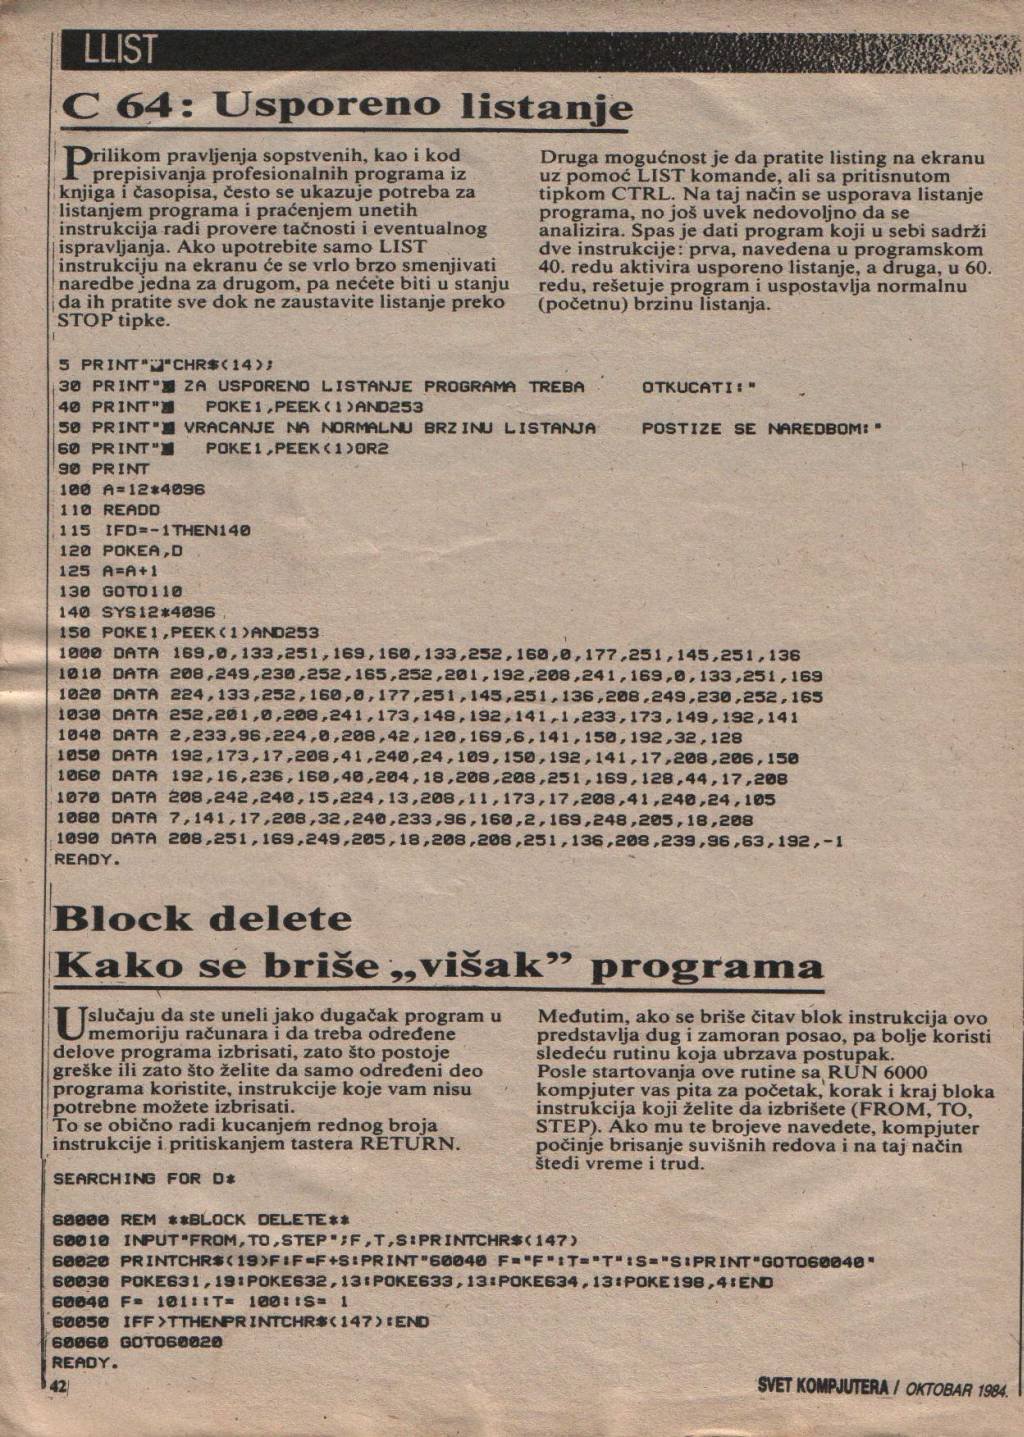 LLIST
C 64: Usporeno listanje
Prilikom pravljenja sopstvenih, kao i kod
prepisivanja profesionalnih programa iz
knjiga i časopisa, često se ukazuje potreba za
listanjem programa i praćenjem unetih
instrukcija radi provere tačnosti i eventualnog
ispravljanja. Ako upotrebite samo LIST
instrukciju na ekranu će se vrlo brzo smenjivati
naredbe jedna za drugom, pa nećete biti u stanju
da ih pratite sve dok ne zaustavite listanje preko
STOP tipke.
Druga mogućnost je da pratite listing na ekranu
uz pomoć LIST komande, ali sa pritisnutom
tipkom CTRL. Na taj način se usporava listanje
programa, no još uvek nedovoljno da se
analizira. Spas je dati program koji u sebi sadrži
dve instrukcije: prva, navedena u programskom
40. redu aktivira usporeno listanje, a druga, u 60.
redu, rešetuje program i uspostavlja normalnu
(početnu) brzinu listanja.
5 PRINT""CHR$(14);
30 PRINT" ZA USPORENO LISTANJE PROGRAMA TREBA OTKUCATI:"
40 PRINT" POKE1,PEEK(1)AND253
50 PRINT" VRACANJE NA NORMALNU BRZINU LISTANJA POSTIZE SE NAREDBOM:"
60 PRINT" POKE1,PEEK(1)OR2
90 PRINT
100 A=12*4096
110 READD
115 IFD=-1THEN140
120 POKEA,D
125 A=A+1
130 GOTO110
140 SYS12*4096
150 POKE1,PEEK(1)AND253
1000 DATA 169,0,133,251,169,160,133,252,160,0,177,251,145,251,136
1010 DATA 208,249,230,252,165,252,201,192,208,241,169,0,133,251,169
1020 DATA 224,133,252,160,0,177,251,145,251,136,208,249,230,252,165
1030 DATA 252,201,0,208,241,173,148,192,141,1,233,173,149,192,141
1040 DATA 2,233,96,224,0,208,42,120,169,6,141,150,192,32,128
1050 DATA 192,173,17,208,41,240,24,109,150,192,141,17,208,206,150
1060 DATA 192,16,236,160,40,204,18,208,208,251,169,128,44,17,208
1070 DATA 208,242,240,15,224,13,208,11,173,17,208,41,240,24,105
1080 DATA 7,141,17,208,32,240,233,96,160,2,169,248,205,18,208
1090 DATA 208,251,169,249,205,18,208,208,251,136,208,239,96,63,192,-1
READY.
Block delete
Kako se briše „višak” programa
Uslučaju da ste uneli jako dugačak program u
memoriju računara i da treba određene
delove programa izbrisati, zato što postoje
greške ili zato što želite da samo određeni deo
programa koristite, instrukcije koje vam nisu
potrebne možete izbrisati.
To se obično radi kucanjem rednog broja
instrukcije i pritiskanjem tastera RETURN.
Međutim, ako se briše čitav blok instrukcija ovo
predstavlja dug i zamoran posao, pa bolje koristi
sledeću rutinu koja ubrzava postupak.
Posle startovanja ove rutine sa RUN 6000
kompjuter vas pita za početak, korak i kraj bloka
instrukcija koji želite da izbrišete (FROM, TO,
STEP). Ako mu te brojeve navedete, kompjuter
počinje brisanje suvišnih redova i na taj način
štedi vreme i trud.
SEARCHING FOR D*
60000 REM **BLOCK DELETE**
60010 INPUT"FROM,TO,STEP";F,T,S:PRINTCHR$(147)
60020 PRINTCHR$(19)F:F=F+S:PRINT"60040 F="F":T="T":S="S:PRINT"GOTO60040"
60030 POKE631,19:POKE632,13:POKE633,13:POKE634,13:POKE198,4:END
60040 F= 101::T= 100::S= 1
60050 IFF>TTHENPRINTCHR$(147):END
60060 GOTO60020
READY.
42
SVET KOMPJUTERA / OKTOBAR 1984.